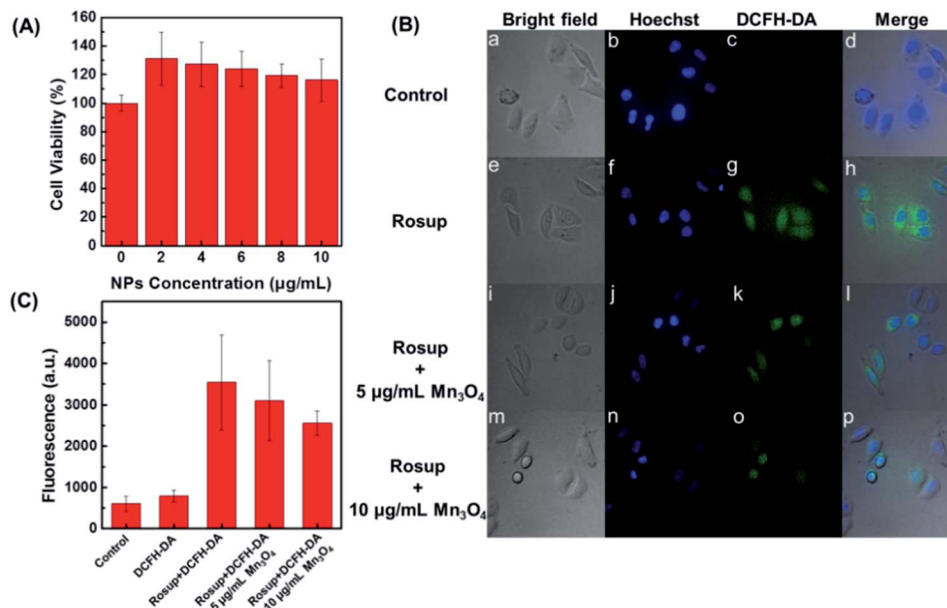 (A)
Cell Viability (%)
160
140
120
100
80
60
40
20
0
0 2 4 6 8 10
NPs Concentration (µg/mL)
(B)
Bright field Hoechst DCFH-DA Merge
Control
a b c d
Rosup
e f g h
Rosup
+
5 µg/mL Mn₃O₄
i j k l
Rosup
+
10 µg/mL Mn₃O₄
m n o p
(C)
Fluorescence (a.u.)
5000
4000
3000
2000
1000
0
Control
DCFH-DA
Rosup+DCFH-DA
Rosup+DCFH-DA
5 µg/mL Mn₃O₄
Rosup+DCFH-DA
10 µg/mL Mn₃O₄